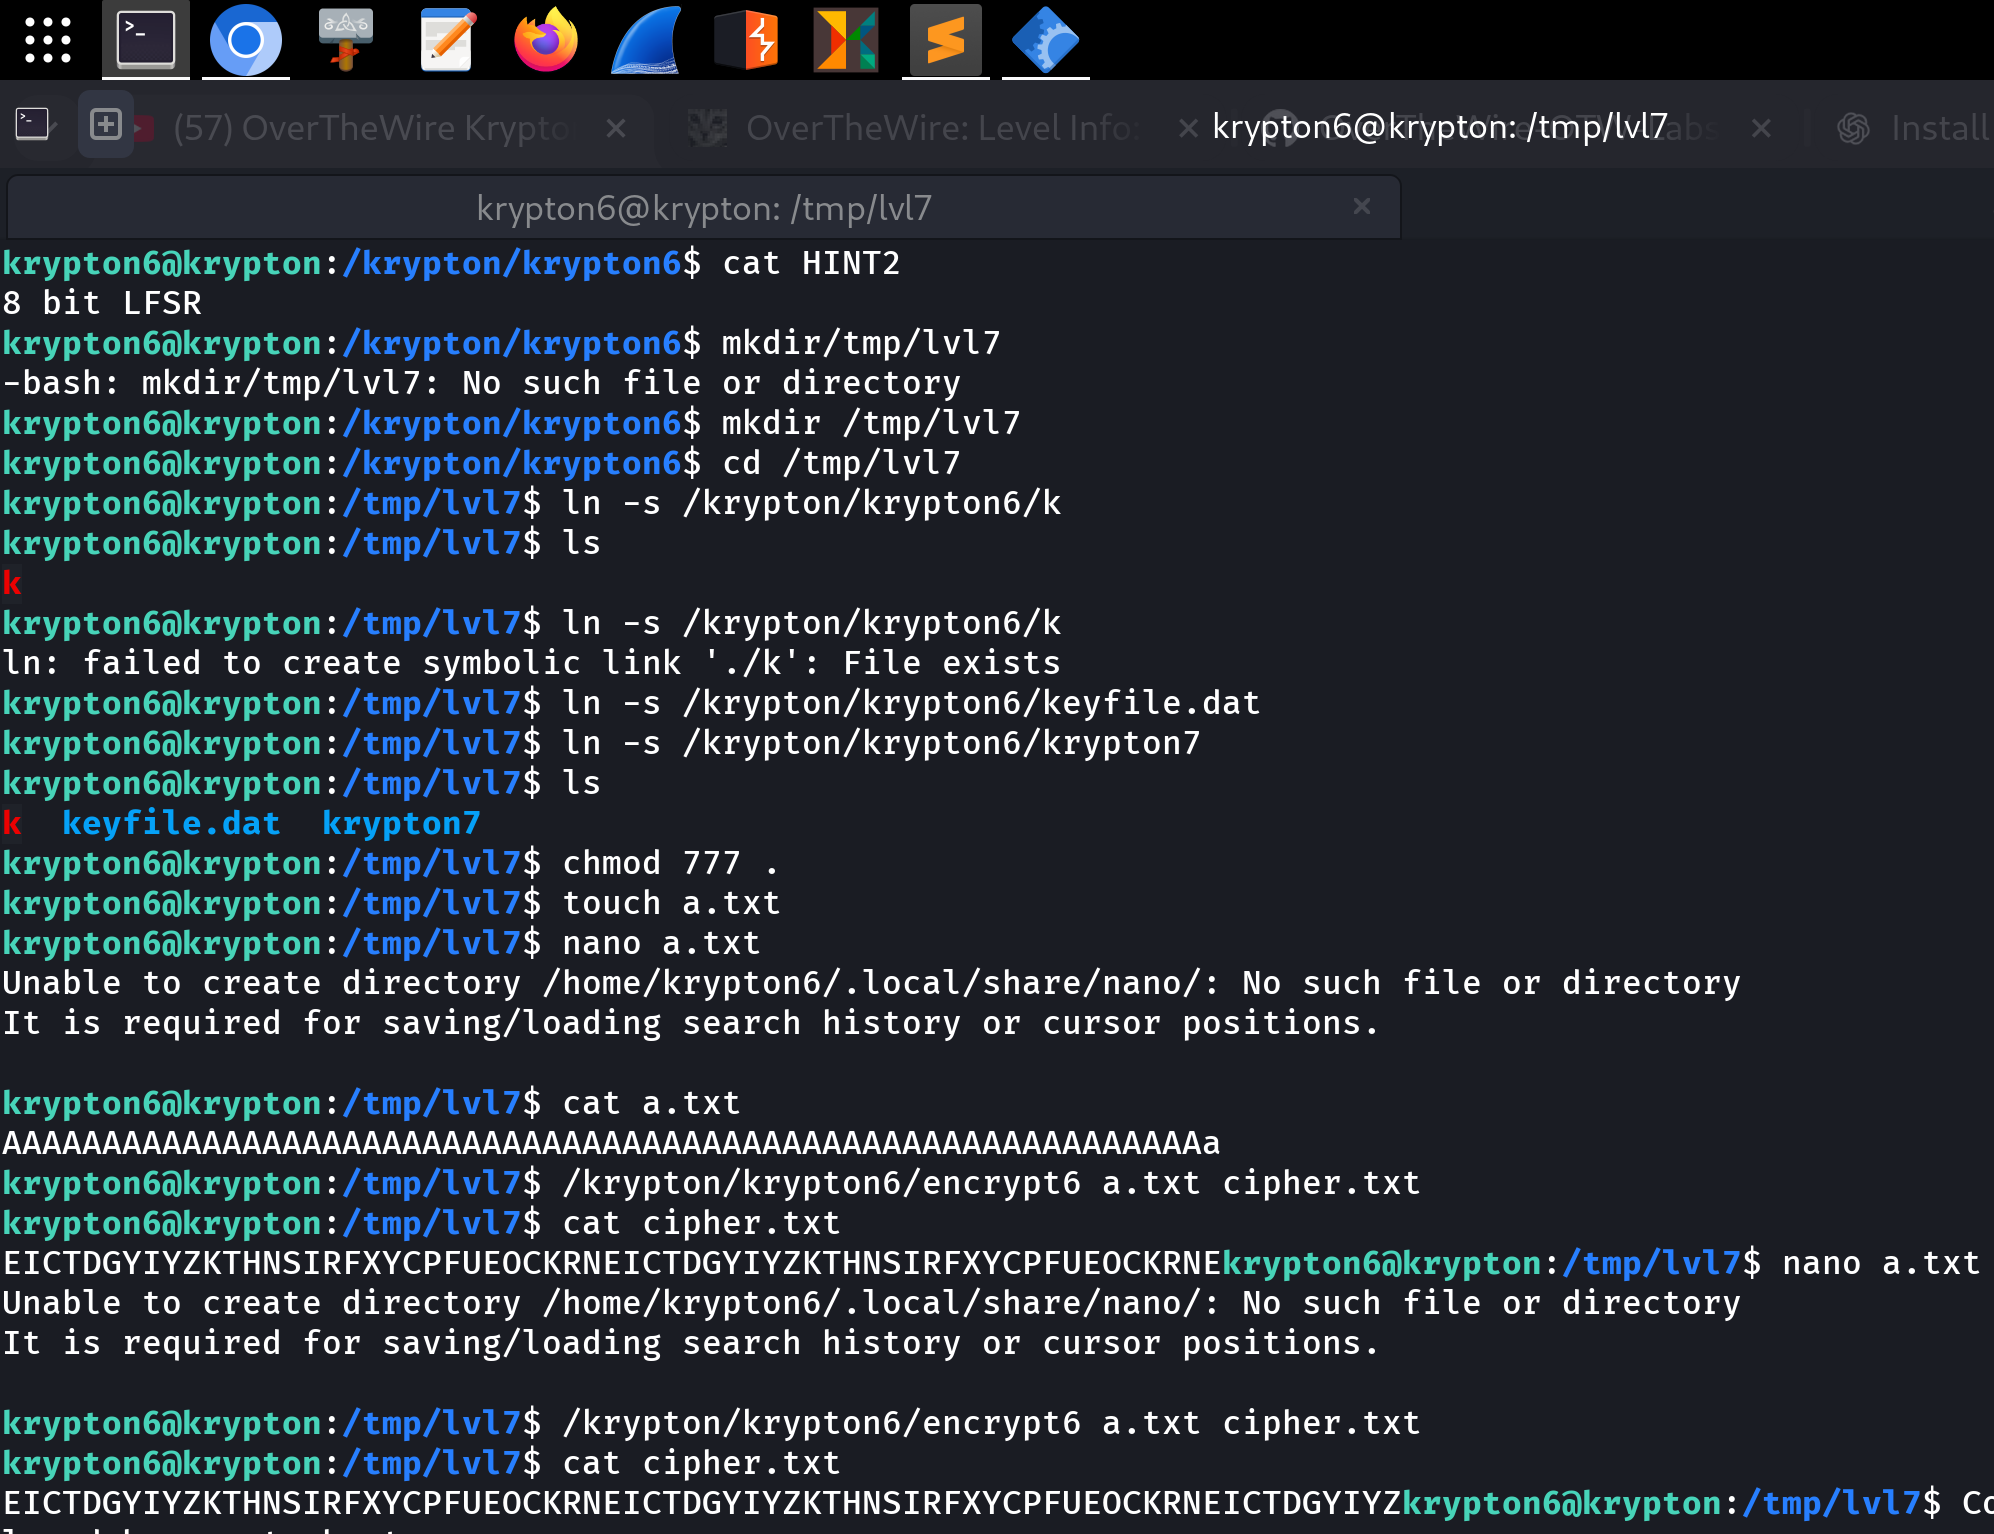 (57) OverTheWire Krypto
OverTheWire: Level Info:
krypton6@krypton: /tmp/lvl7
Install
krypton6@krypton: /tmp/lvl7
krypton6@krypton:/krypton/krypton6$ cat HINT2
8 bit LFSR
krypton6@krypton:/krypton/krypton6$ mkdir/tmp/lvl7
-bash: mkdir/tmp/lvl7: No such file or directory
krypton6@krypton:/krypton/krypton6$ mkdir /tmp/lvl7
krypton6@krypton:/krypton/krypton6$ cd /tmp/lvl7
krypton6@krypton:/tmp/lvl7$ ln -s /krypton/krypton6/k
krypton6@krypton:/tmp/lvl7$ ls
k
krypton6@krypton:/tmp/lvl7$ ln -s /krypton/krypton6/k
ln: failed to create symbolic link './k': File exists
krypton6@krypton:/tmp/lvl7$ ln -s /krypton/krypton6/keyfile.dat
krypton6@krypton:/tmp/lvl7$ ln -s /krypton/krypton6/krypton7
krypton6@krypton:/tmp/lvl7$ ls
k  keyfile.dat  krypton7
krypton6@krypton:/tmp/lvl7$ chmod 777 .
krypton6@krypton:/tmp/lvl7$ touch a.txt
krypton6@krypton:/tmp/lvl7$ nano a.txt
Unable to create directory /home/krypton6/.local/share/nano/: No such file or directory
It is required for saving/loading search history or cursor positions.
krypton6@krypton:/tmp/lvl7$ cat a.txt
AAAAAAAAAAAAAAAAAAAAAAAAAAAAAAAAAAAAAAAAAAAAAAAAAAAAAAAAAAAAa
krypton6@krypton:/tmp/lvl7$ /krypton/krypton6/encrypt6 a.txt cipher.txt
krypton6@krypton:/tmp/lvl7$ cat cipher.txt
EICTDGYIYZKTHNSIRFXYCPFUEOCKRNEICTDGYIYZKTHNSIRFXYCPFUEOCKRNEkrypton6@krypton:/tmp/lvl7$ nano a.txt
Unable to create directory /home/krypton6/.local/share/nano/: No such file or directory
It is required for saving/loading search history or cursor positions.
krypton6@krypton:/tmp/lvl7$ /krypton/krypton6/encrypt6 a.txt cipher.txt
krypton6@krypton:/tmp/lvl7$ cat cipher.txt
EICTDGYIYZKTHNSIRFXYCPFUEOCKRNEICTDGYIYZKTHNSIRFXYCPFUEOCKRNEICTDGYIYZkrypton6@krypton:/tmp/lvl7$ Co